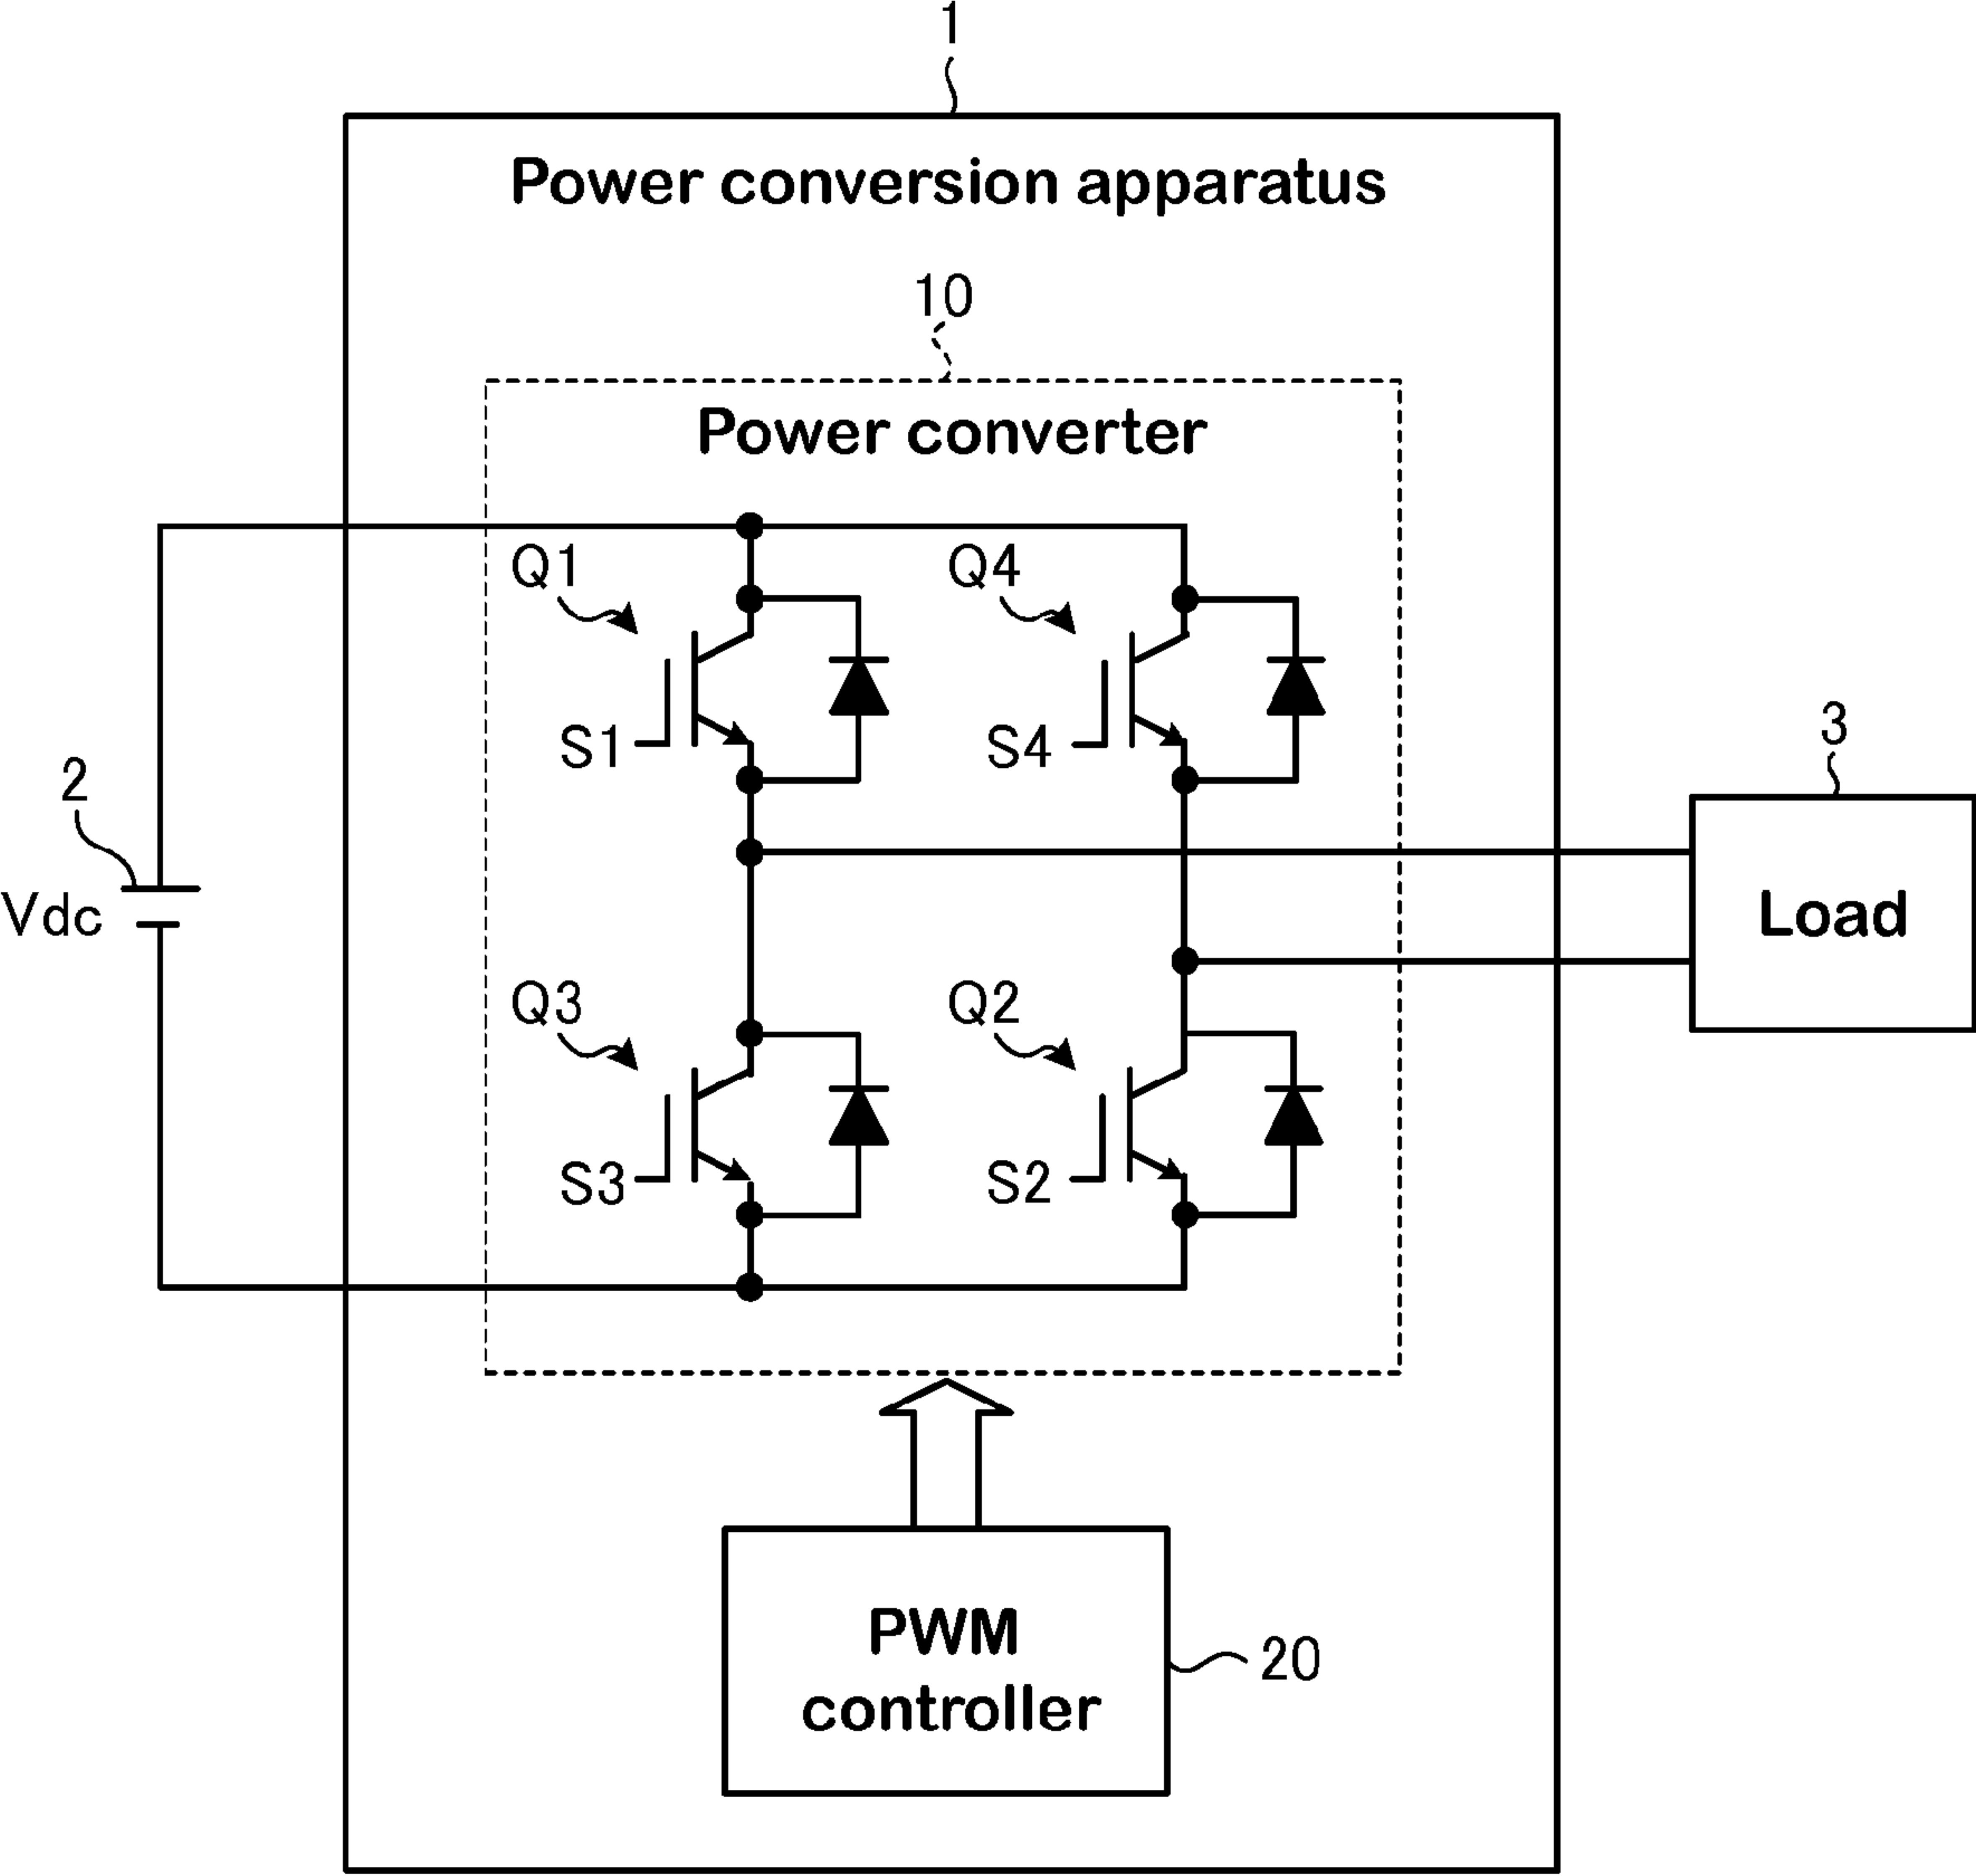 1
Power conversion apparatus
10
Power converter
Q1
Q4
S1
S4
2
Vdc
3
Load
Q3
Q2
S3
S2
PWM
controller
20